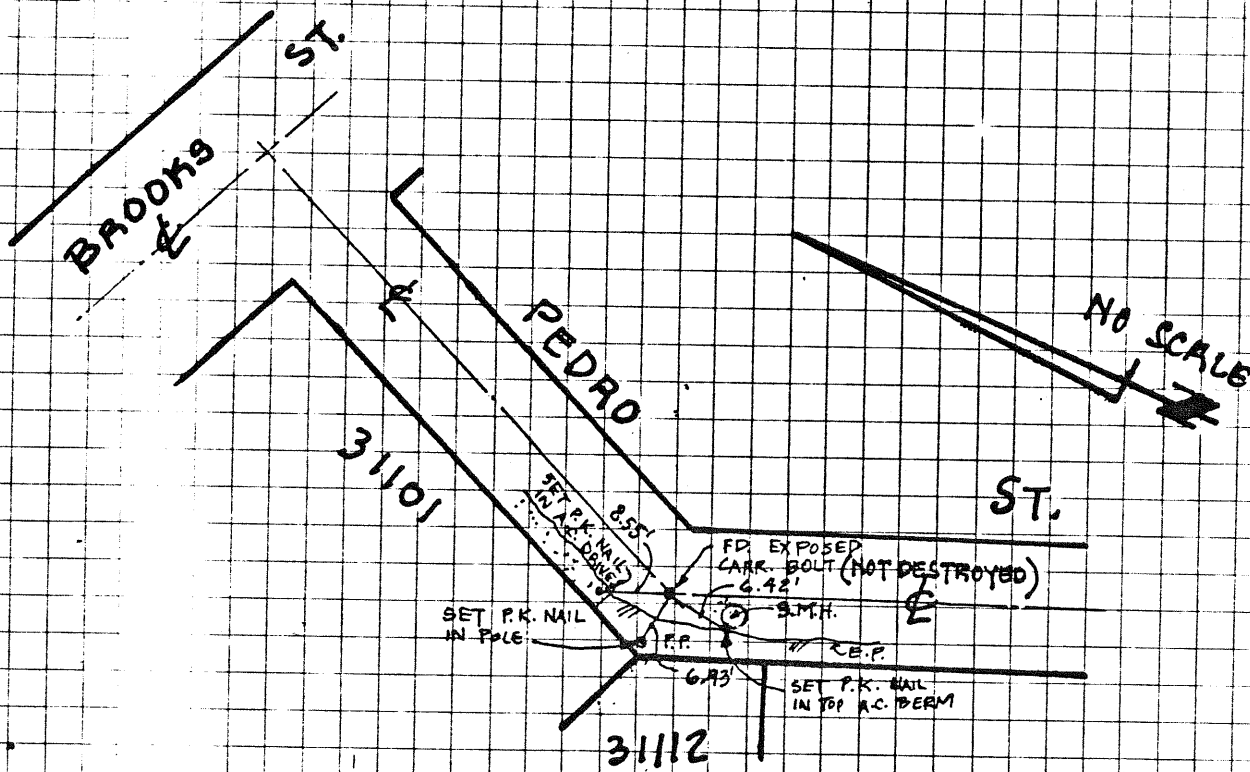 BROOKS ST.
℄
℄
PEDRO
ST.
NO SCALE
31101
SET P.K. NAIL
IN A.C. DRIVE
8.55'
FD. EXPOSED
CARR. BOLT (NOT DESTROYED)
6.42'
℄
S.M.H.
SET P.K. NAIL
IN POLE
P.P.
E.P.
6.93'
SET P.K. NAIL
IN TOP A.C. BERM
31112